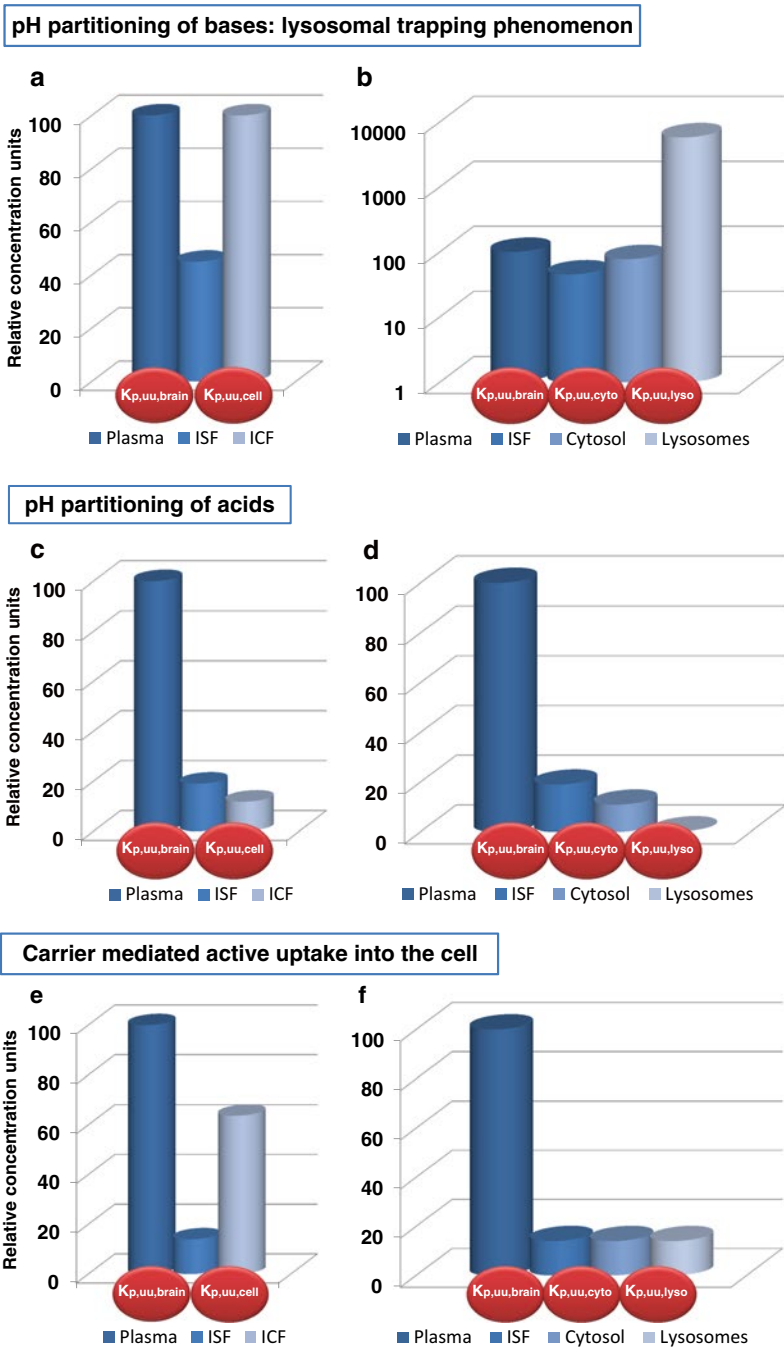 pH partitioning of bases: lysosomal trapping phenomenon
a
b
Relative concentration units
100
80
60
40
20
0
Kp,uu,brain
Kp,uu,cell
Plasma ISF ICF
10000
1000
100
10
1
Kp,uu,brain
Kp,uu,cyto
Kp,uu,lyso
Plasma ISF Cytosol Lysosomes
pH partitioning of acids
c
d
Relative concentration units
100
80
60
40
20
0
Kp,uu,brain
Kp,uu,cell
Plasma ISF ICF
100
80
60
40
20
0
Kp,uu,brain
Kp,uu,cyto
Kp,uu,lyso
Plasma ISF Cytosol Lysosomes
Carrier mediated active uptake into the cell
e
f
Relative concentration units
100
80
60
40
20
0
Kp,uu,brain
Kp,uu,cell
Plasma ISF ICF
100
80
60
40
20
0
Kp,uu,brain
Kp,uu,cyto
Kp,uu,lyso
Plasma ISF Cytosol Lysosomes